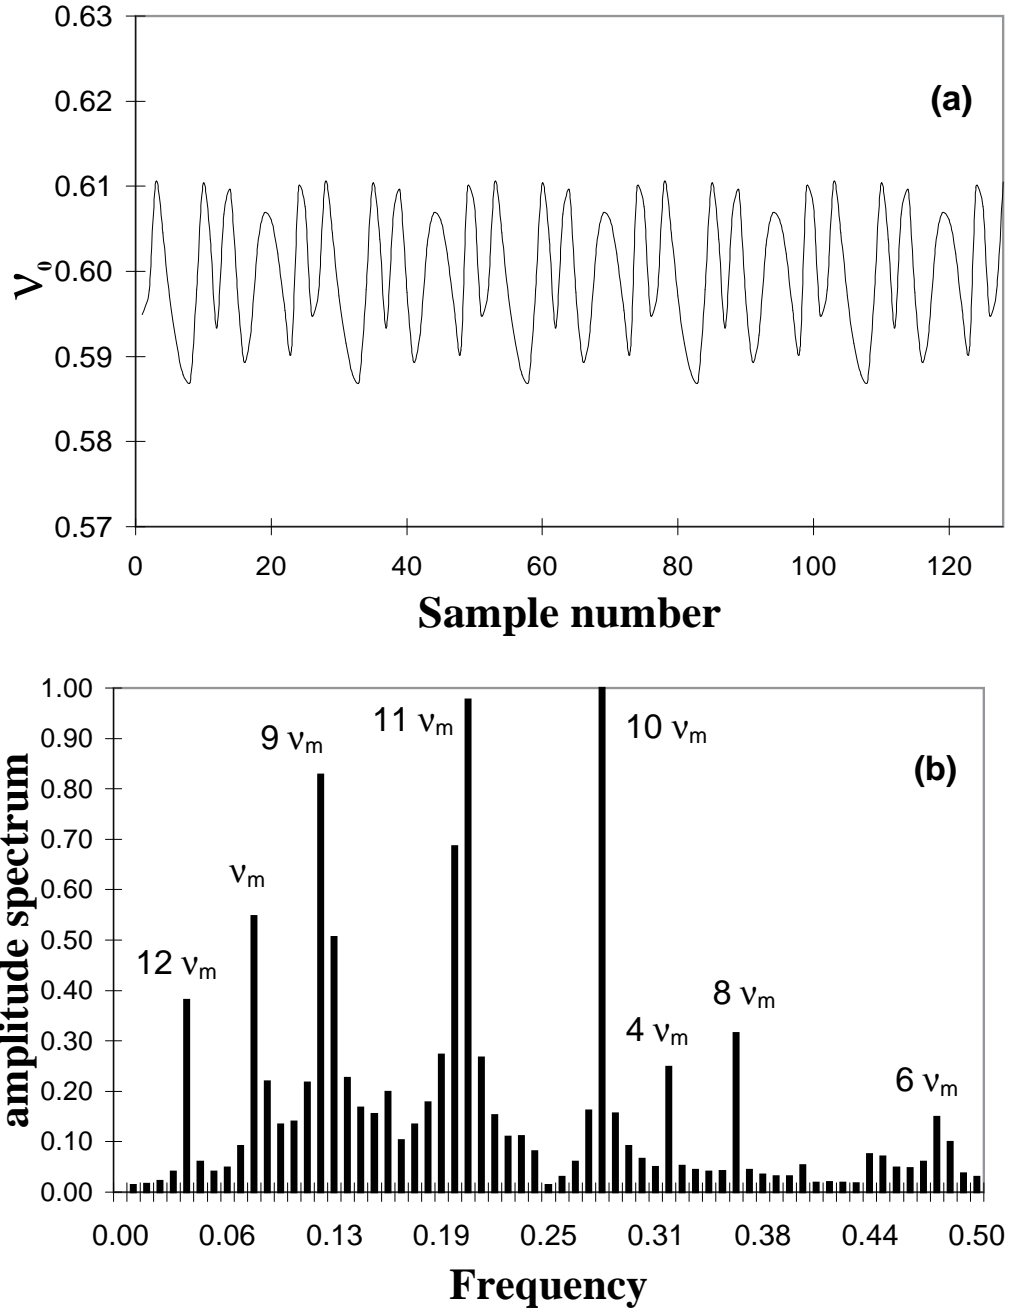 0.63
0.62
(a)
0.61
ν₀ 0.60
0.59
0.58
0.57
0 20 40 60 80 100 120
Sample number
1.00
11 νm
10 νm
9 νm
0.90
(b)
0.80
0.70
νm
0.60
0.50
12 νm
8 νm
0.40
4 νm
0.30
6 νm
0.20
0.10
0.00
amplitude spectrum
0.00 0.06 0.13 0.19 0.25 0.31 0.38 0.44 0.50
Frequency